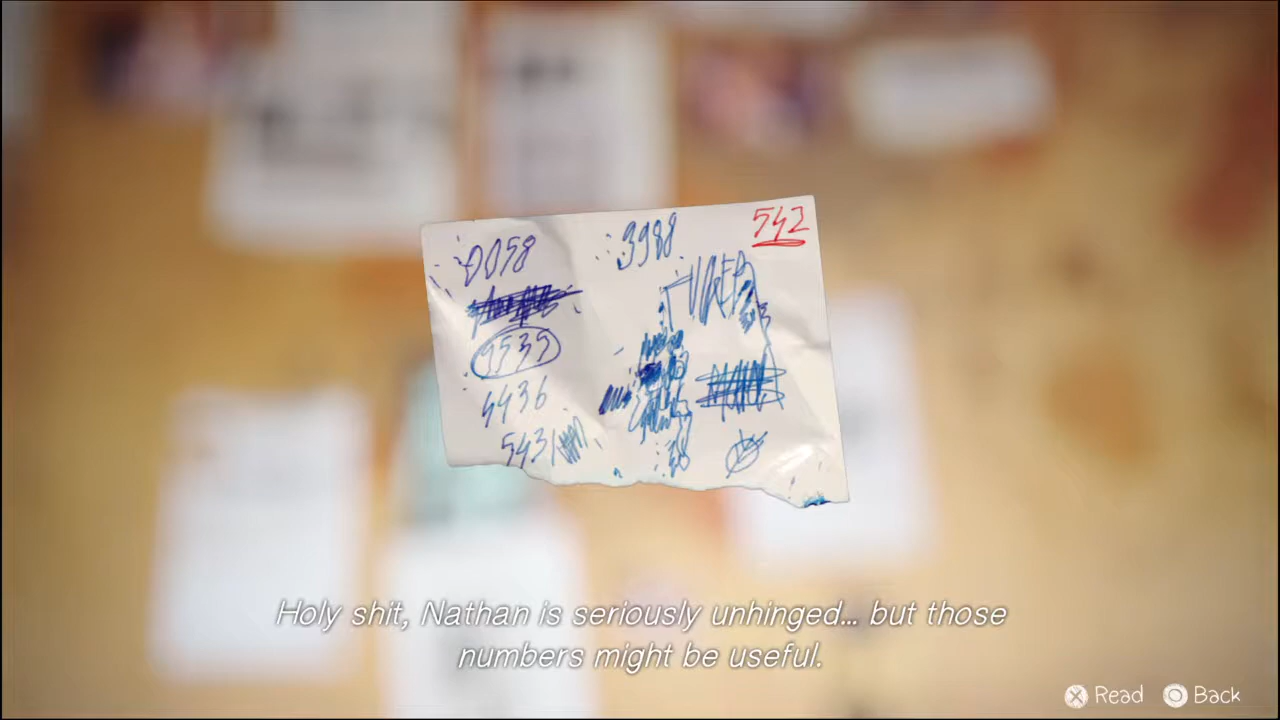 0058
3988
542
9539
4436
543
Holy shit, Nathan is seriously unhinged... but those
numbers might be useful.
Read Back